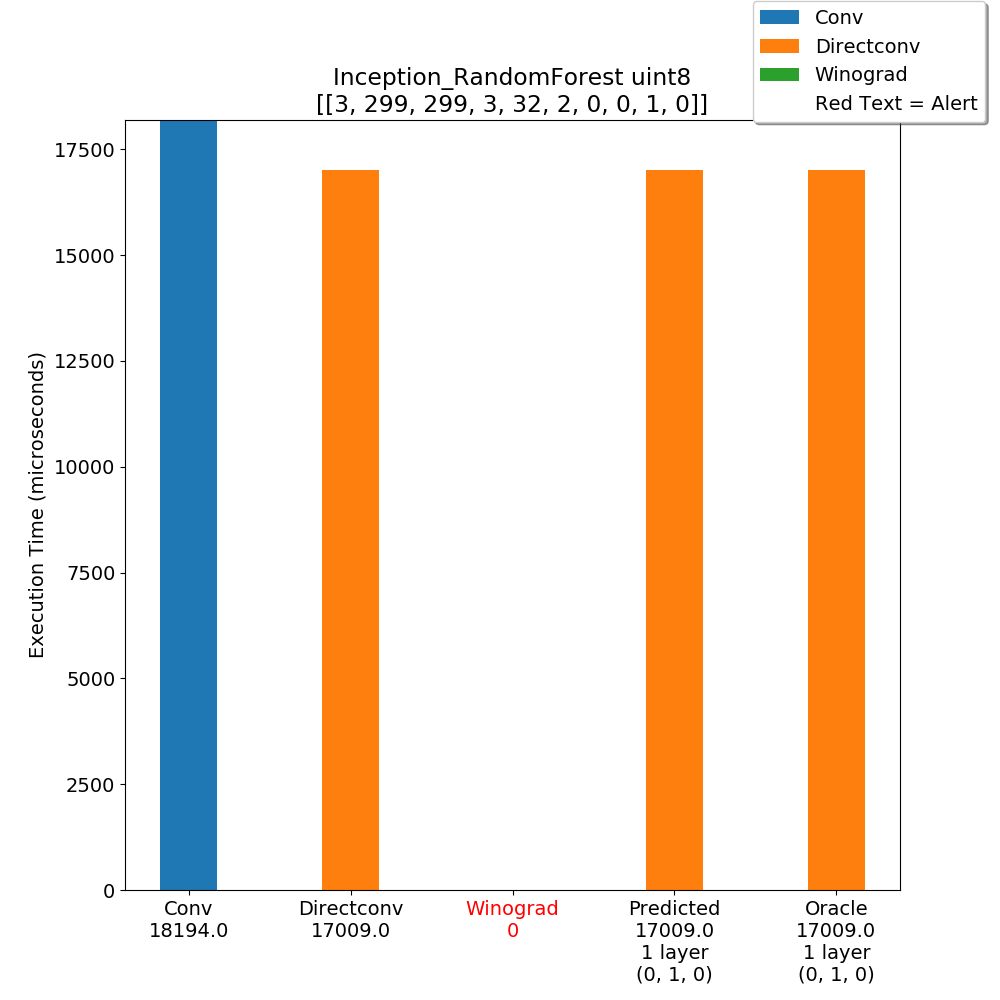 Conv
Directconv
Winograd
Red Text = Alert
Inception_RandomForest uint8
[[3, 299, 299, 3, 32, 2, 0, 0, 1, 0]]
Execution Time (microseconds)
17500
15000
12500
10000
7500
5000
2500
0
Conv
18194.0
Directconv
17009.0
Winograd
0
Predicted
17009.0
1 layer
(0, 1, 0)
Oracle
17009.0
1 layer
(0, 1, 0)